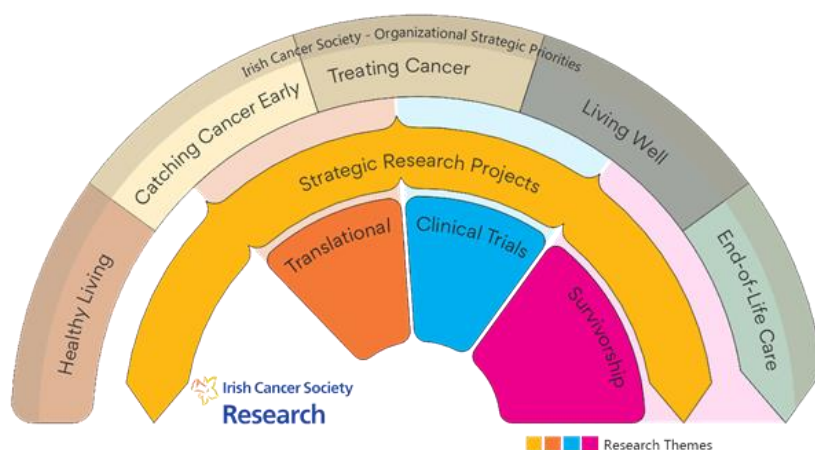 Irish Cancer Society - Organizational Strategic Priorities
Healthy Living
Catching Cancer Early
Treating Cancer
Living Well
End-of-Life Care
Strategic Research Projects
Translational
Clinical Trials
Survivorship
Irish Cancer Society
Research
Research Themes